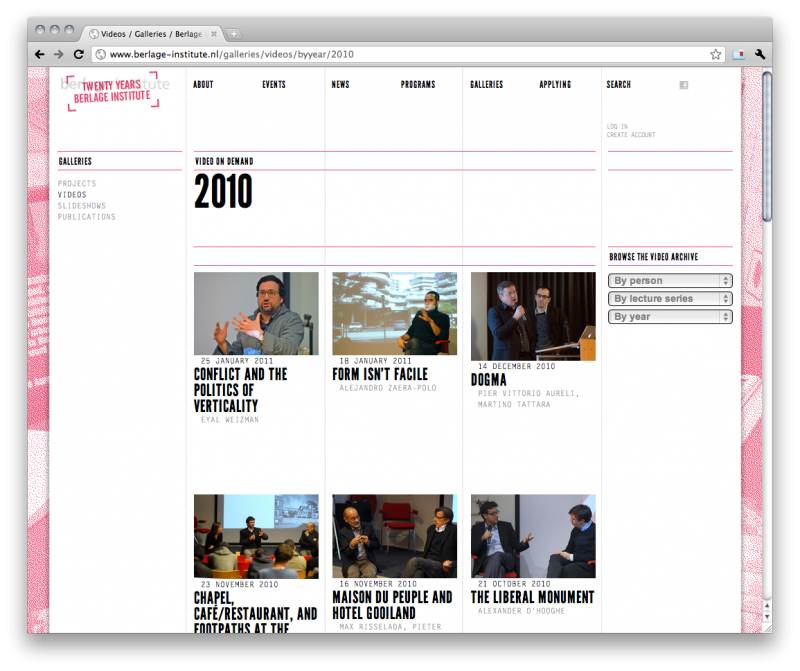 Videos / Galleries / Berlage
www.berlage-institute.nl/galleries/videos/byyear/2010
berlage institute
TWENTY YEARS
BERLAGE INSTITUTE
ABOUT
EVENTS
NEWS
PROGRAMS
GALLERIES
APPLYING
SEARCH
LOG IN
CREATE ACCOUNT
GALLERIES
PROJECTS
VIDEOS
SLIDESHOWS
PUBLICATIONS
VIDEO ON DEMAND
2010
BROWSE THE VIDEO ARCHIVE
By person
By lecture series
By year
25 JANUARY 2011
CONFLICT AND THE
POLITICS OF
VERTICALITY
EYAL WEIZMAN
18 JANUARY 2011
FORM ISN'T FACILE
ALEJANDRO ZAERA-POLO
14 DECEMBER 2010
DOGMA
PIER VITTORIO AURELI,
MARTINO TATTARA
23 NOVEMBER 2010
CHAPEL,
CAFÉ/RESTAURANT, AND
FOOTPATHS AT THE
16 NOVEMBER 2010
MAISON DU PEUPLE AND
HOTEL GOOILAND
MAX RISSELADA, PIETER
21 OCTOBER 2010
THE LIBERAL MONUMENT
ALEXANDER D'HOOGHE